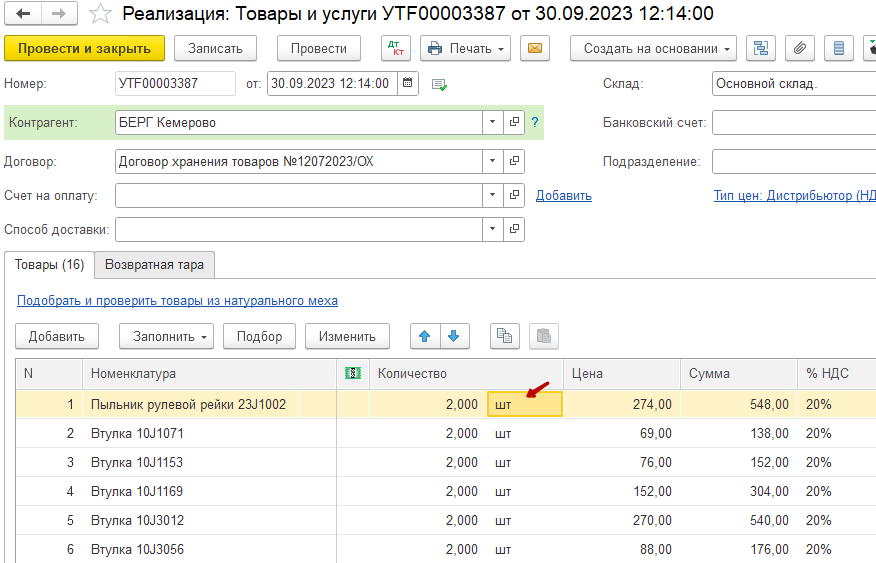 Реализация: Товары и услуги УТF00003387 от 30.09.2023 12:14:00
Провести и закрыть Записать Провести Дт Кт Печать Создать на основании
Номер: УТF00003387 от: 30.09.2023 12:14:00 Склад: Основной склад.
Контрагент: БЕРГ Кемерово ? Банковский счет:
Договор: Договор хранения товаров №12072023/ОХ Подразделение:
Счет на оплату: Добавить Тип цен: Дистрибьютор (НД
Способ доставки:
Товары (16) Возвратная тара
Подобрать и проверить товары из натурального меха
Добавить Заполнить Подбор Изменить
N Номенклатура Количество Цена Сумма % НДС
1 Пыльник рулевой рейки 23J1002 2,000 шт 274,00 548,00 20%
2 Втулка 10J1071 2,000 шт 69,00 138,00 20%
3 Втулка 10J1153 2,000 шт 76,00 152,00 20%
4 Втулка 10J1169 2,000 шт 152,00 304,00 20%
5 Втулка 10J3012 2,000 шт 270,00 540,00 20%
6 Втулка 10J3056 2,000 шт 88,00 176,00 20%